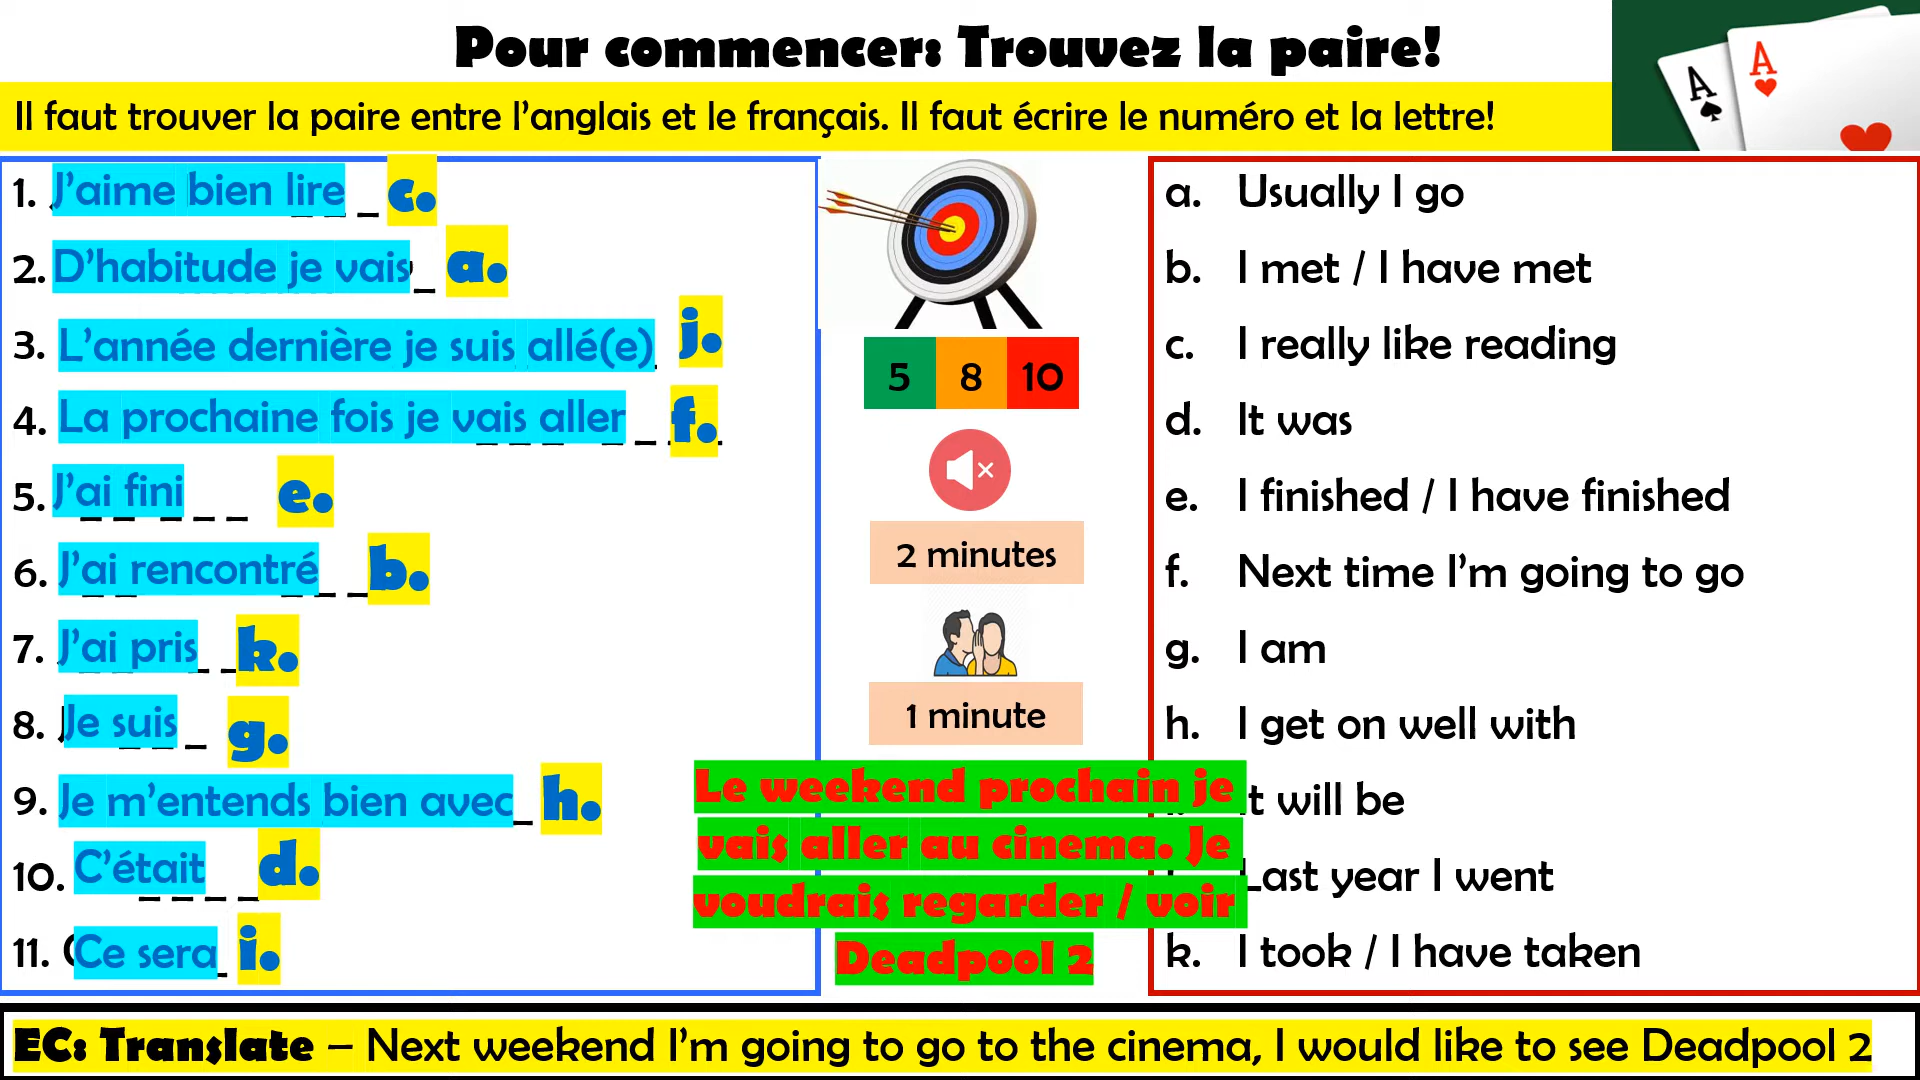 Pour commencer: Trouvez la paire!
A
A
Il faut trouver la paire entre l'anglais et le français. Il faut écrire le numéro et la lettre!
1. J'aime bien lire _ c.
2. D'habitude je vais _ a.
3. L'année dernière je suis allé(e) j.
4. La prochaine fois je vais aller _ f.
5. J'ai fini _ _ _ e.
6. J'ai rencontré _ _ b.
7. J'ai pris _ _ k.
8. Je suis _ g.
9. Je m'entends bien avec _ h.
10. C'était _ _ d.
11. Ce sera _ i.
5 8 10
2 minutes
1 minute
Le weekend prochain je
vais aller au cinema. Je
voudrais regarder / voir
Deadpool 2
a. Usually I go
b. I met / I have met
c. I really like reading
d. It was
e. I finished / I have finished
f. Next time I'm going to go
g. I am
h. I get on well with
It will be
Last year I went
k. I took / I have taken
EC: Translate – Next weekend I'm going to go to the cinema, I would like to see Deadpool 2